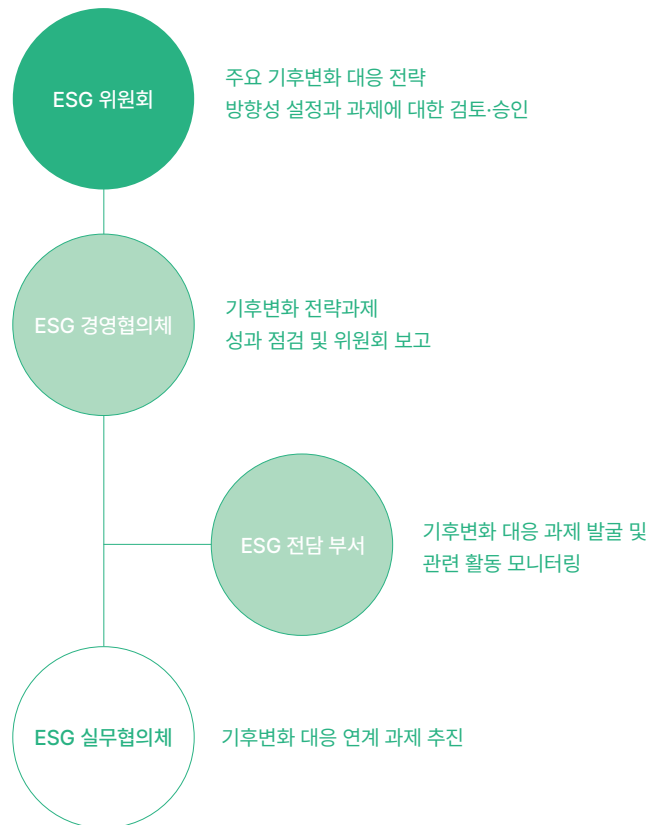 ESG 위원회
주요 기후변화 대응 전략
방향성 설정과 과제에 대한 검토·승인
ESG 경영협의체
기후변화 전략과제
성과 점검 및 위원회 보고
ESG 전담 부서
기후변화 대응 과제 발굴 및
관련 활동 모니터링
ESG 실무협의체
기후변화 대응 연계 과제 추진